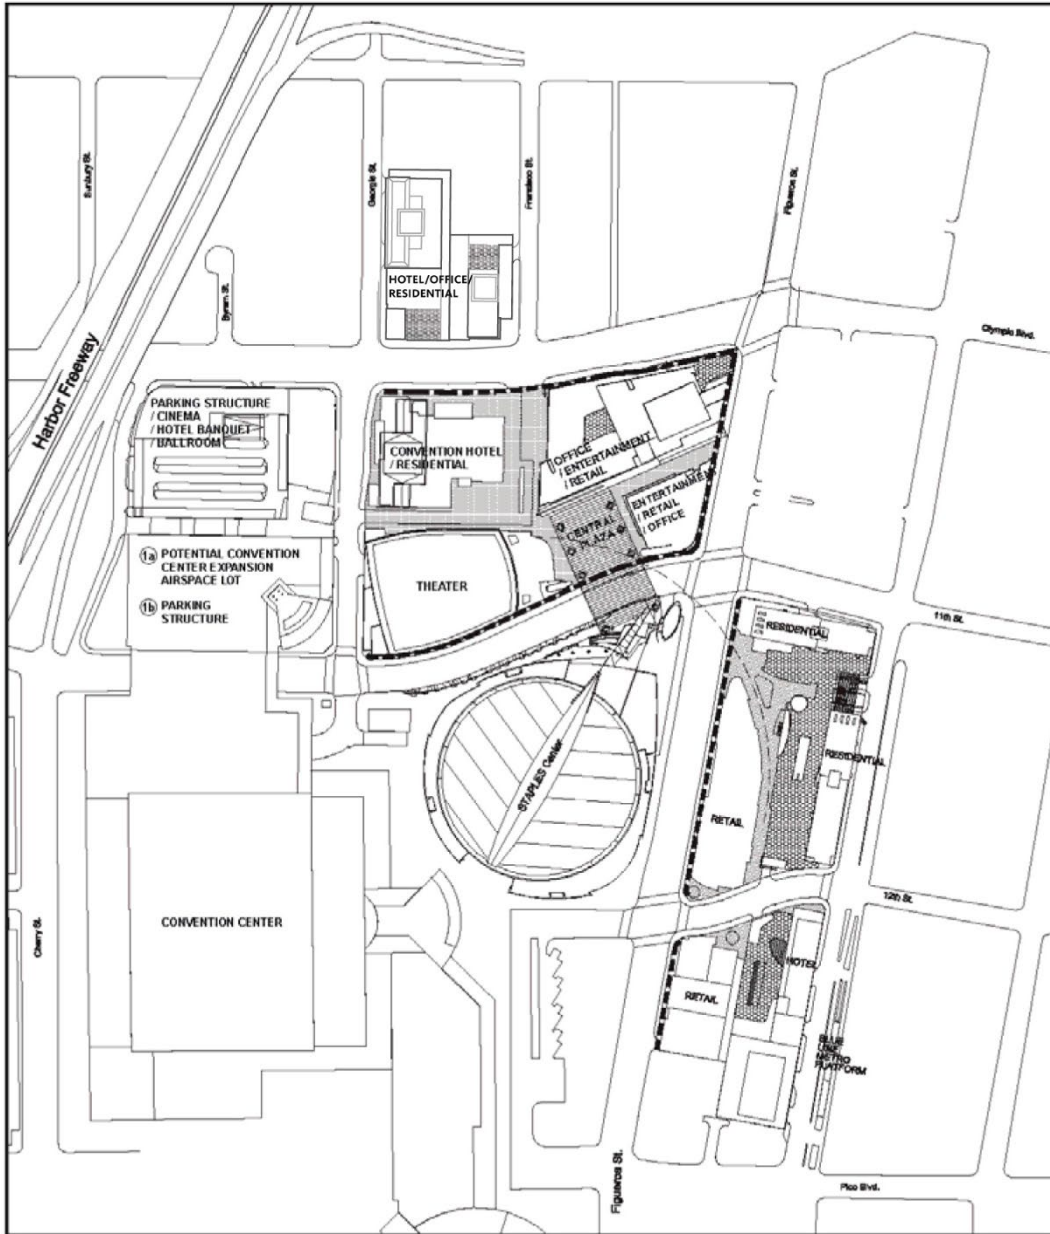 Sunbury St.
Georgia St.
Francisco St.
Figueroa St.
Byram St.
HOTEL/OFFICE/
RESIDENTIAL
Olympic Blvd.
Harbor Freeway
PARKING STRUCTURE
/ CINEMA
/ HOTEL BANQUET
BALLROOM
CONVENTION HOTEL
/ RESIDENTIAL
OFFICE
/ ENTERTAINMENT
/ RETAIL
ENTERTAINMENT
/ RETAIL
/ OFFICE
CENTRAL
PLAZA
1a POTENTIAL CONVENTION
CENTER EXPANSION
AIRSPACE LOT
1b PARKING
STRUCTURE
THEATER
11th St.
RESIDENTIAL
RESIDENTIAL
STAPLES Center
RETAIL
12th St.
Cherry St.
CONVENTION CENTER
HOTEL
RETAIL
BLUE
LINE
METRO
PLATFORM
Figueroa St.
Pico Blvd.